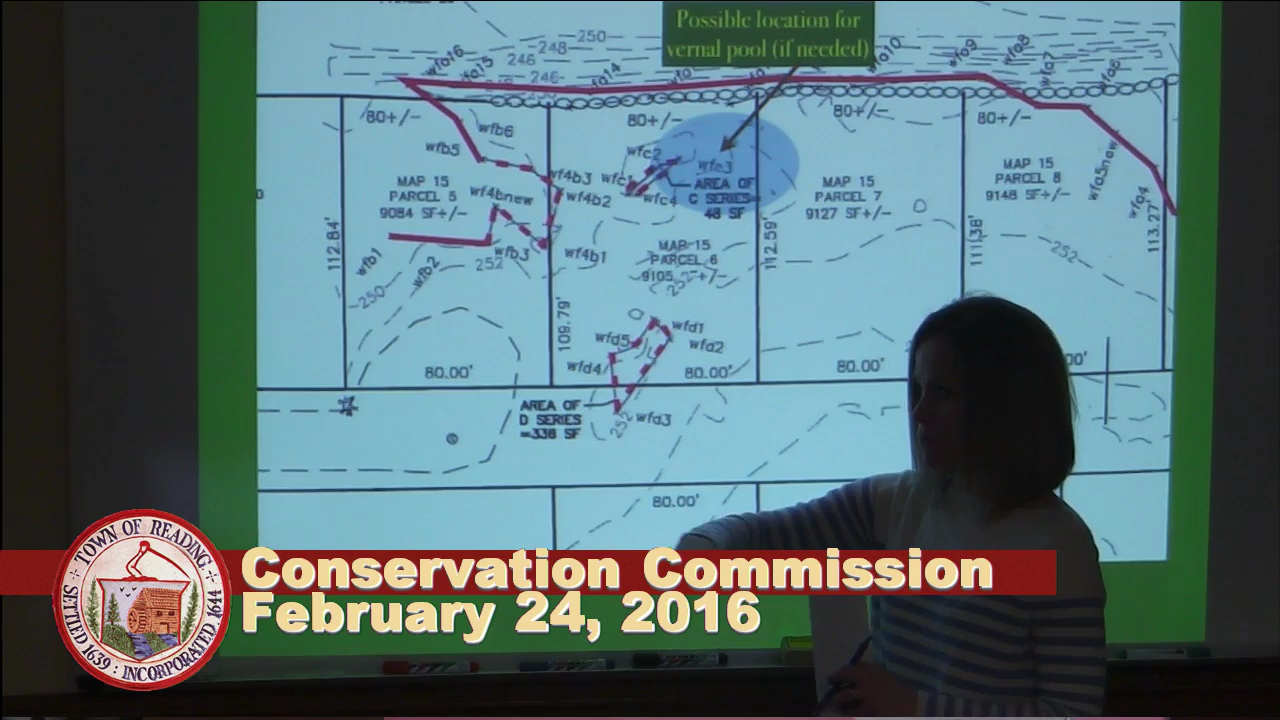 Possible location for
vernal pool (if needed)
250
248
246
246
wfa16
wfa15
wfa10
wfa9
wfa8
wfa7
80+/-
80+/-
80+/-
80+/-
wfb6
wfb5
wfc2
wfc3
wfc4
AREA OF
C SERIES=
48 SF
MAP 15
PARCEL 5
9084 SF+/-
wf4bnew
wf4b3
wf4b2
MAP 15
PARCEL 7
9127 SF+/-
MAP 15
PARCEL 8
9148 SF+/-
wfa5new
wfa4
112.84'
wfb1
wfb2
wfb3
252
250
wf4b1
MAP 15
PARCEL 6
9105 +/-
252
112.59'
111.38'
252
113.27'
109.79'
wfd1
wfd2
wfd5
wfd4
80.00'
80.00'
80.00'
AREA OF
D SERIES
=338 SF
252
wfd3
80.00'
TOWN OF READING
SETTLED 1639 : INCORPORATED 1644
Conservation Commission
February 24, 2016